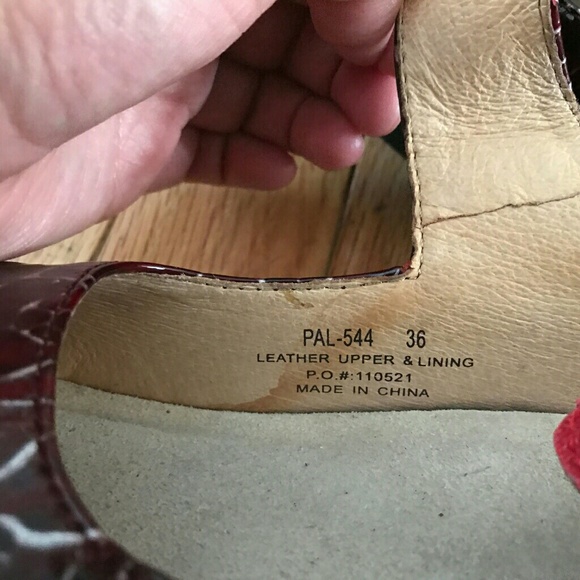 PAL-544 36
LEATHER UPPER & LINING
P.O.#:110521
MADE IN CHINA